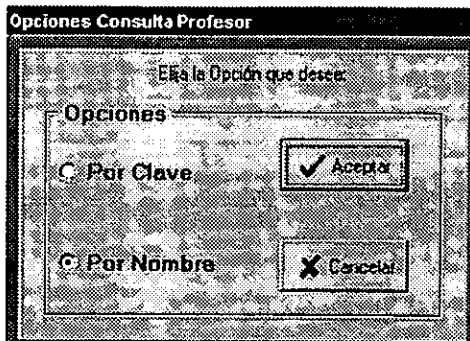 Opciones Consulta Profesor
Elija la Opción que desee:
Opciones
Por Clave
Aceptar
Por Nombre
Cancelar